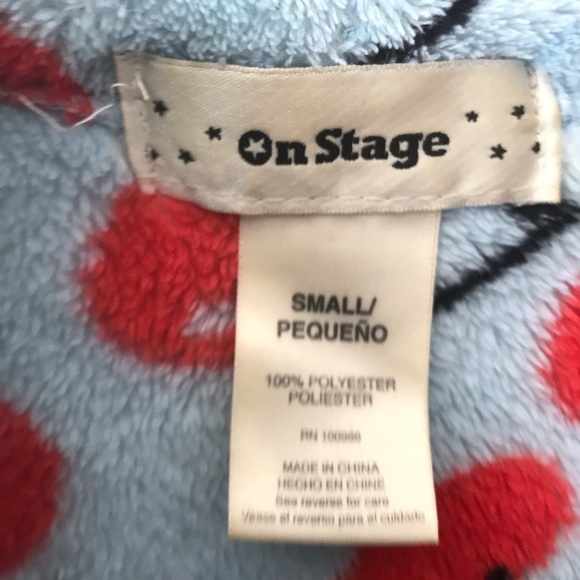 On Stage
SMALL/
PEQUEÑO
100% POLYESTER
POLIESTER
RN 100986
MADE IN CHINA
HECHO EN CHINE
See reverse for care
Vease al reverso para el cuidado